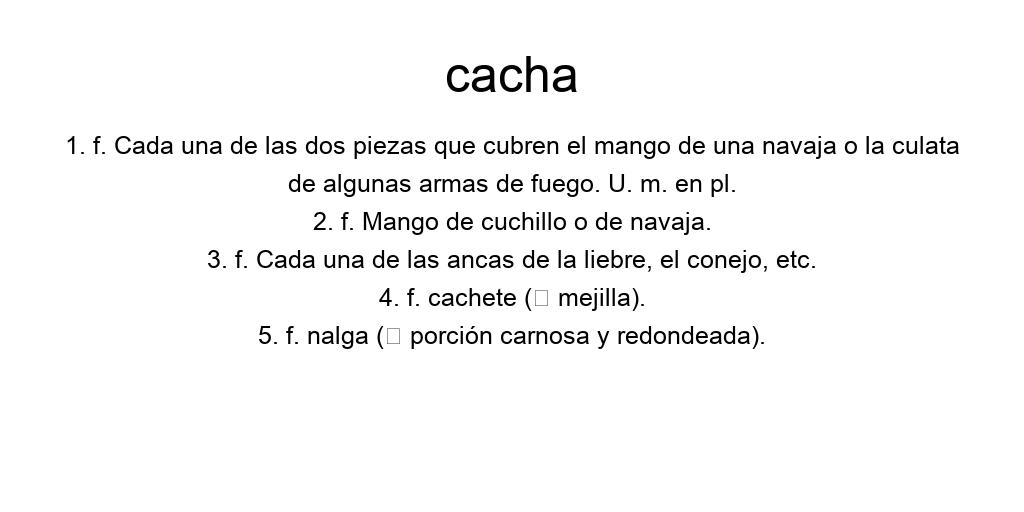 cacha
1. f. Cada una de las dos piezas que cubren el mango de una navaja o la culata
de algunas armas de fuego. U. m. en pl.
2. f. Mango de cuchillo o de navaja.
3. f. Cada una de las ancas de la liebre, el conejo, etc.
4. f. cachete (□ mejilla).
5. f. nalga (□ porción carnosa y redondeada).